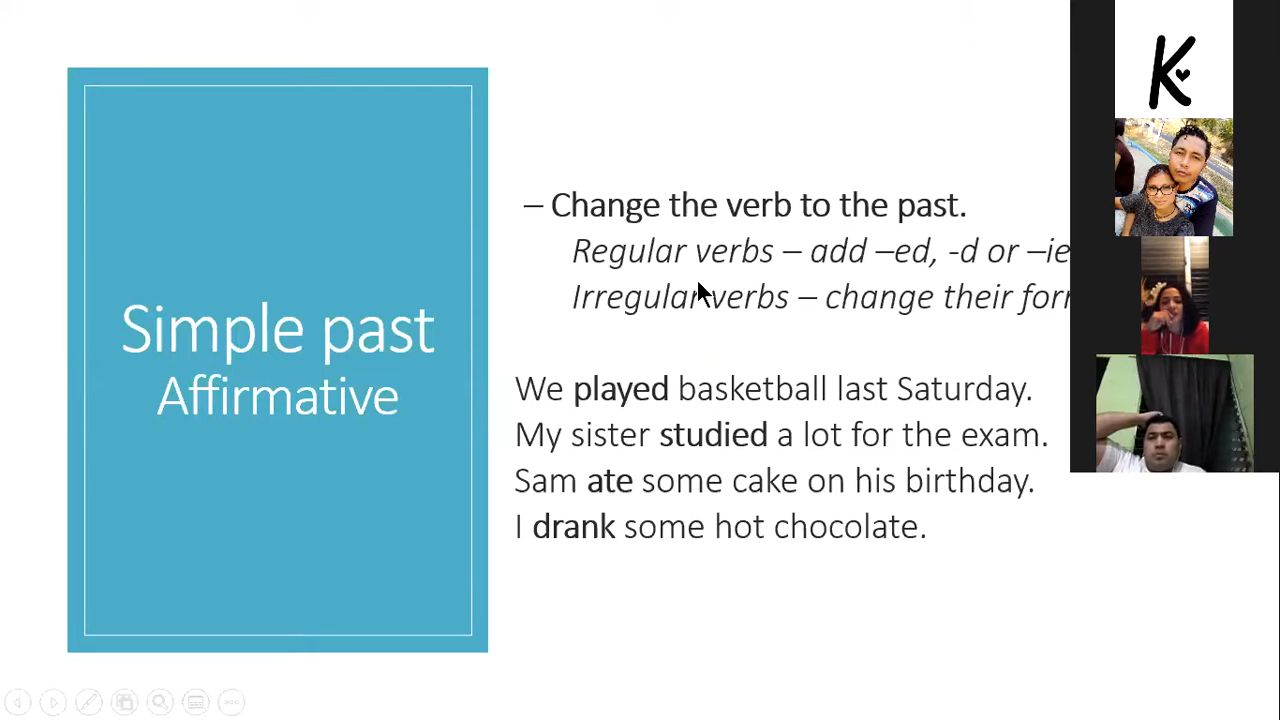 Simple past
Affirmative
– Change the verb to the past.
Regular verbs – add –ed, -d or –ie
Irregular verbs – change their
We played basketball last Saturday.
My sister studied a lot for the exam.
Sam ate some cake on his birthday.
I drank some hot chocolate.
K